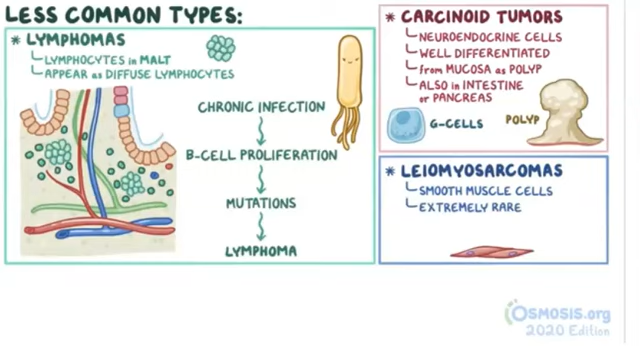 LESS COMMON TYPES:
* LYMPHOMAS
LYMPHOCYTES in MALT
APPEAR as DIFFUSE LYMPHOCYTES
CHRONIC INFECTION
B-CELL PROLIFERATION
MUTATIONS
LYMPHOMA
* CARCINOID TUMORS
NEUROENDOCRINE CELLS
WELL DIFFERENTIATED
from MUCOSA as POLYP
ALSO in INTESTINE
or PANCREAS
G-CELLS
POLYP
* LEIOMYOSARCOMAS
SMOOTH MUSCLE CELLS
EXTREMELY RARE
OSMOSIS.org
2020 Edition